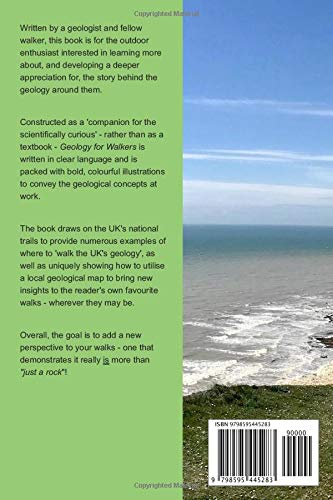 Copyrighted Material
Written by a geologist and fellow
walker, this book is for the outdoor
enthusiast interested in learning more
about, and developing a deeper
appreciation for, the story behind the
geology around them.
Constructed as a 'companion for the
scientifically curious' - rather than as a
textbook - Geology for Walkers is
written in clear language and is
packed with bold, colourful illustrations
to convey the geological concepts at
work.
The book draws on the UK's national
trails to provide numerous examples of
where to 'walk the UK's geology', as
well as uniquely showing how to utilise
a local geological map to bring new
insights to the reader's own favourite
walks - wherever they may be.
Overall, the goal is to add a new
perspective to your walks - one that
demonstrates it really is more than
"just a rock"!
ISBN 9798595445283
90000
9 798595 445283
Copyrighted Material